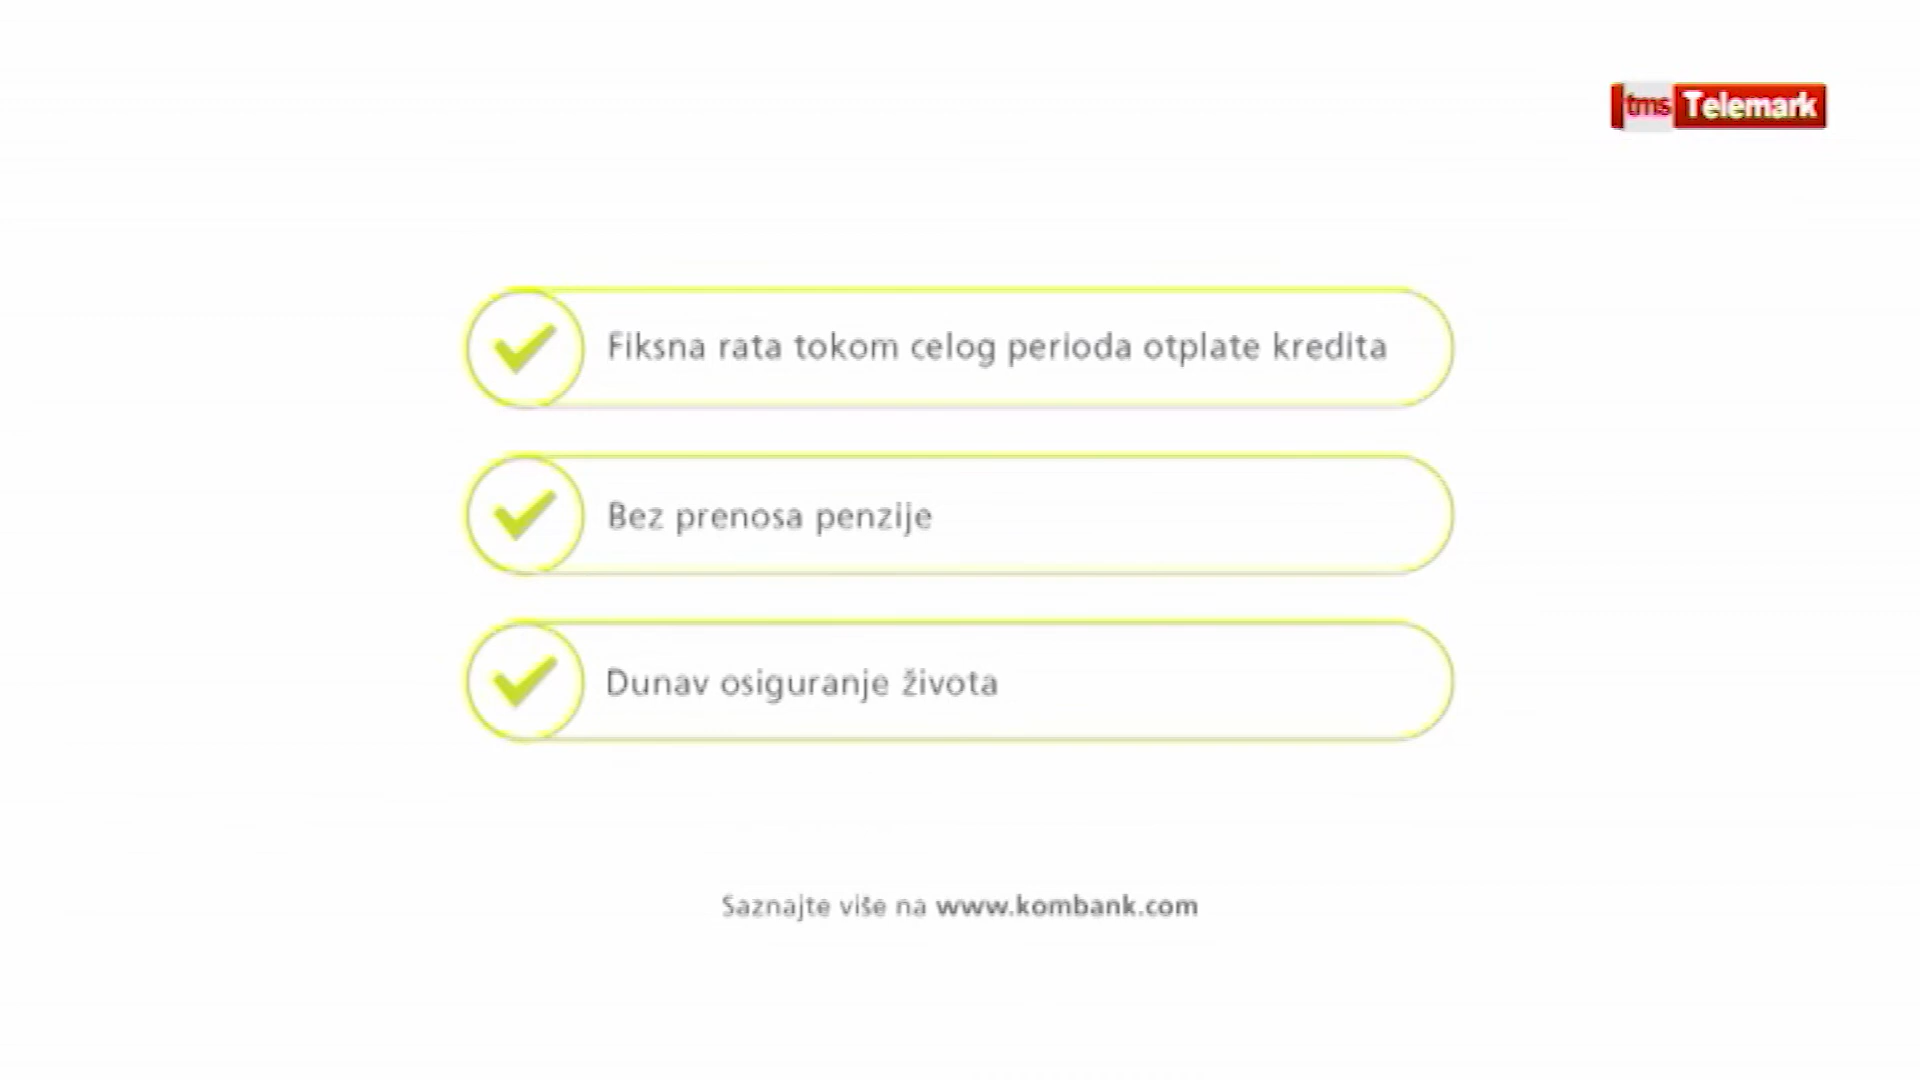 tms Telemark
Fiksna rata tokom celog perioda otplate kredita
Bez prenosa penzije
Dunav osiguranje života
Saznajte više na www.kombank.com